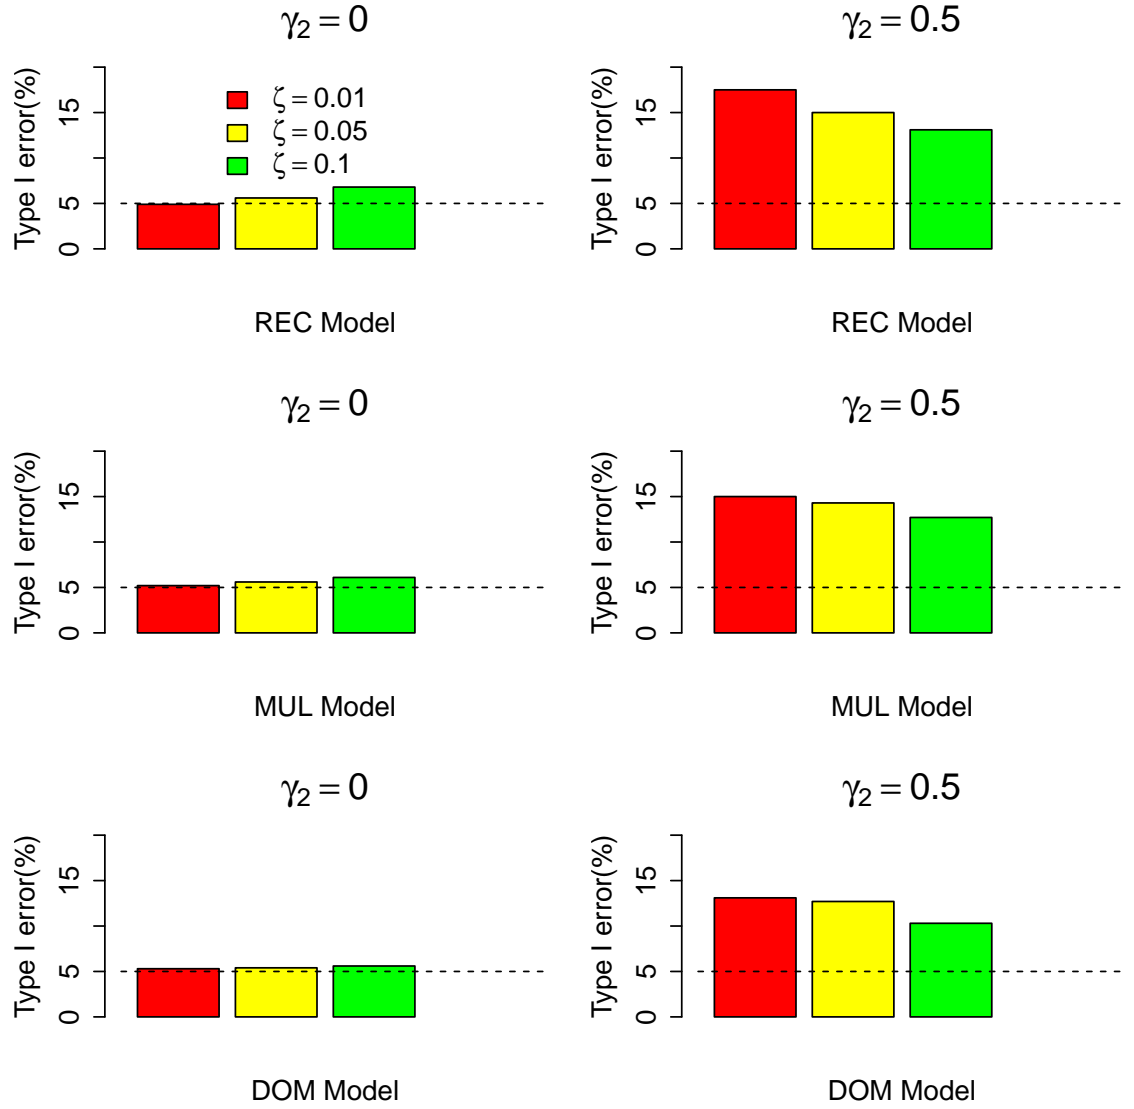 γ₂ = 0
Type I error(%)
0
5
15
ζ = 0.01
ζ = 0.05
ζ = 0.1
REC Model
γ₂ = 0.5
Type I error(%)
0
5
15
REC Model
γ₂ = 0
Type I error(%)
0
5
15
MUL Model
γ₂ = 0.5
Type I error(%)
0
5
15
MUL Model
γ₂ = 0
Type I error(%)
0
5
15
DOM Model
γ₂ = 0.5
Type I error(%)
0
5
15
DOM Model